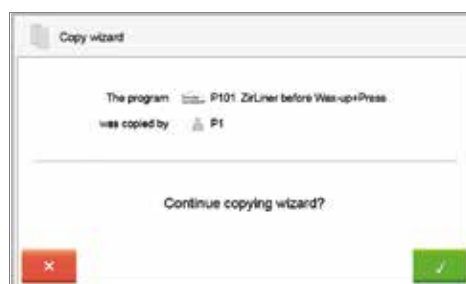 Copy wizard
The program P101 ZirLiner before Wax-up+Press
was copied by P1
Continue copying wizard?